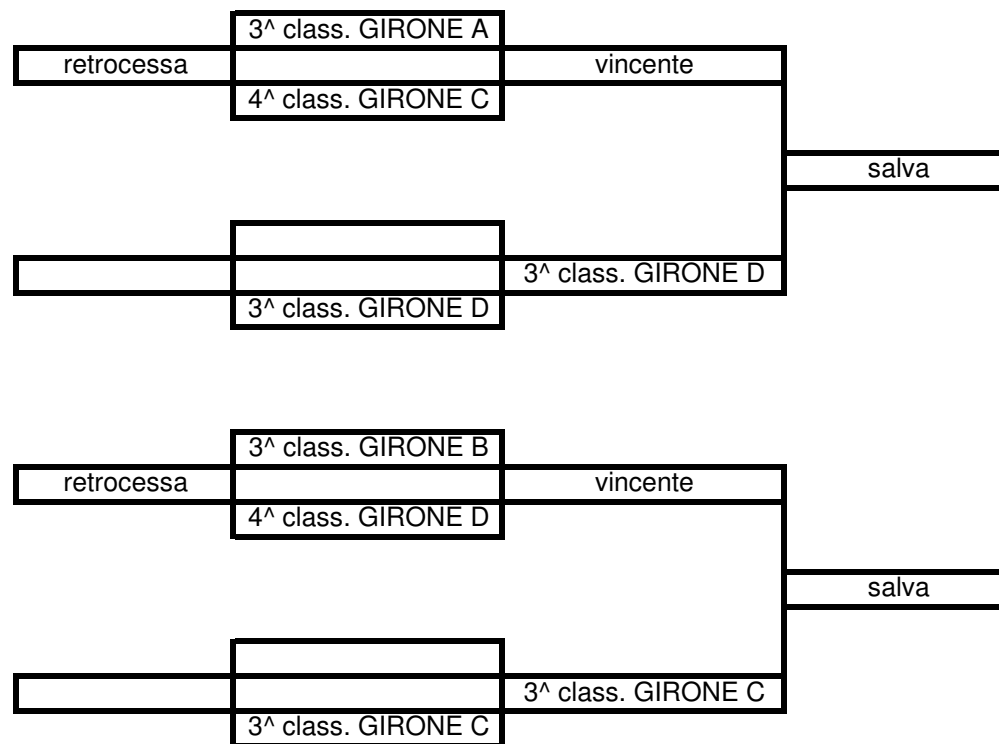 3^ class. GIRONE A
retrocessa vincente
4^ class. GIRONE C
salva
3^ class. GIRONE D
3^ class. GIRONE D
3^ class. GIRONE B
retrocessa vincente
4^ class. GIRONE D
salva
3^ class. GIRONE C
3^ class. GIRONE C